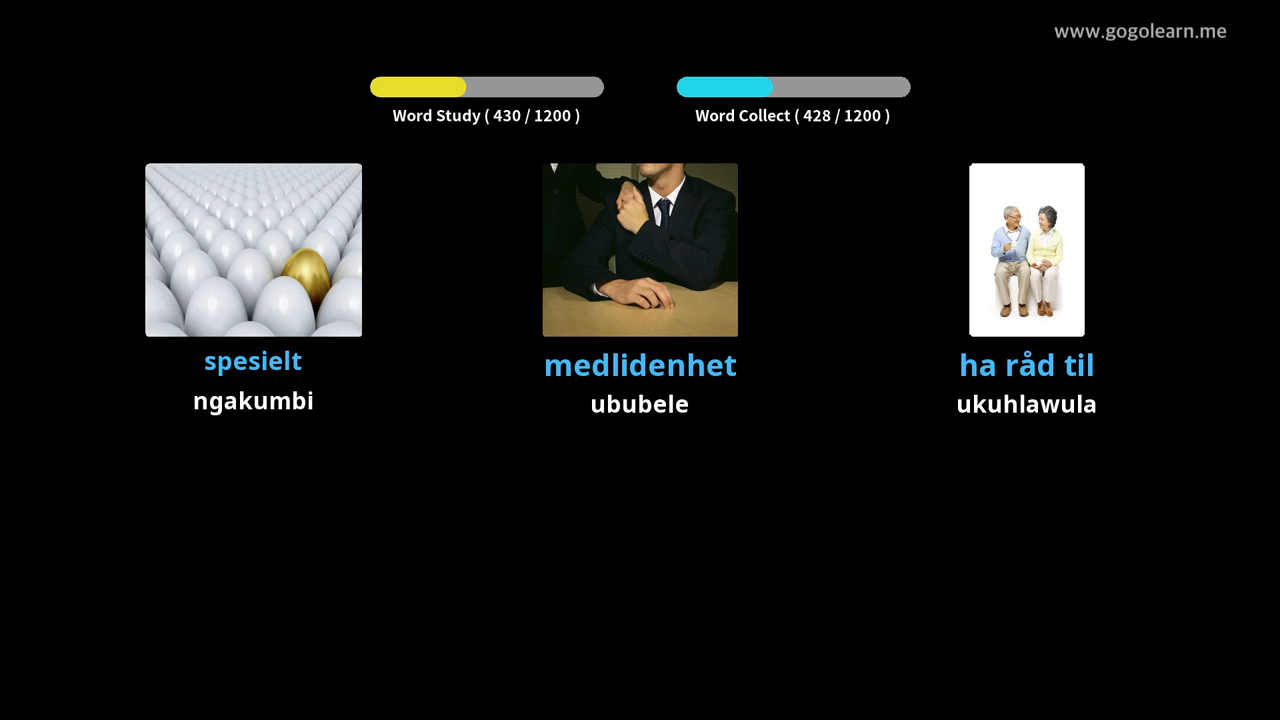 www.gogolearn.me
Word Study ( 430 / 1200 )
Word Collect ( 428 / 1200 )
spesielt
ngakumbi
medlidenhet
ububele
ha råd til
ukuhlawula